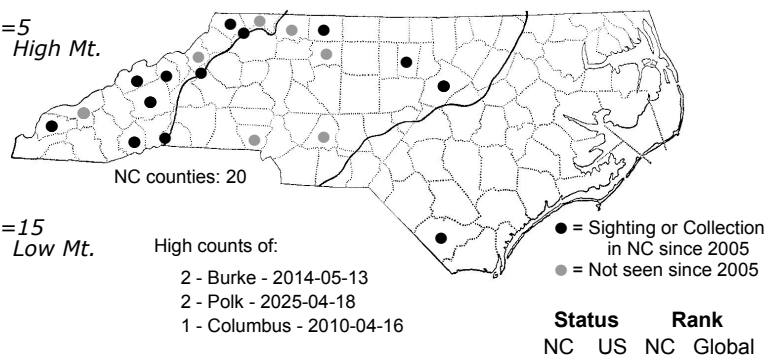 =5
High Mt.
NC counties: 20
=15
Low Mt.
High counts of:
2 - Burke - 2014-05-13
2 - Polk - 2025-04-18
1 - Columbus - 2010-04-16
● = Sighting or Collection
in NC since 2005
● = Not seen since 2005
Status Rank
NC US NC Global